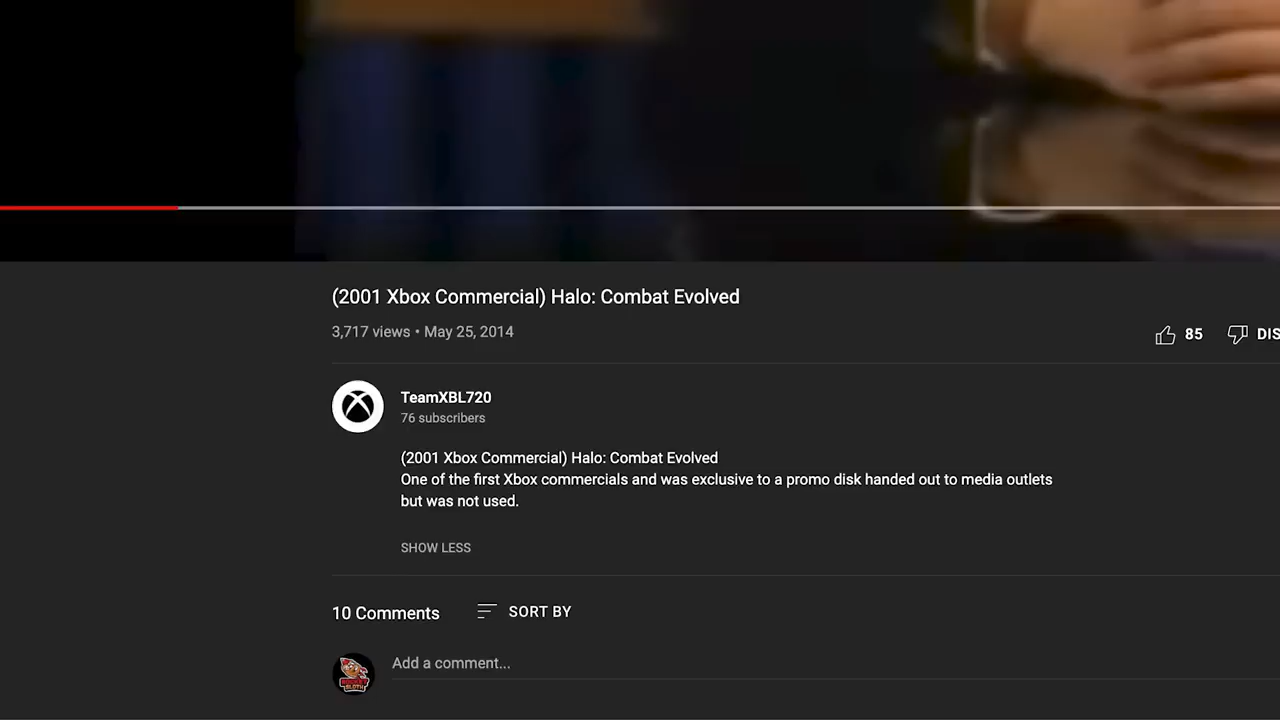 (2001 Xbox Commercial) Halo: Combat Evolved
3,717 views • May 25, 2014
85
DIS
TeamXBL720
76 subscribers
(2001 Xbox Commercial) Halo: Combat Evolved
One of the first Xbox commercials and was exclusive to a promo disk handed out to media outlets
but was not used.
SHOW LESS
10 Comments
SORT BY
Add a comment...
ROCKET
SLOTH